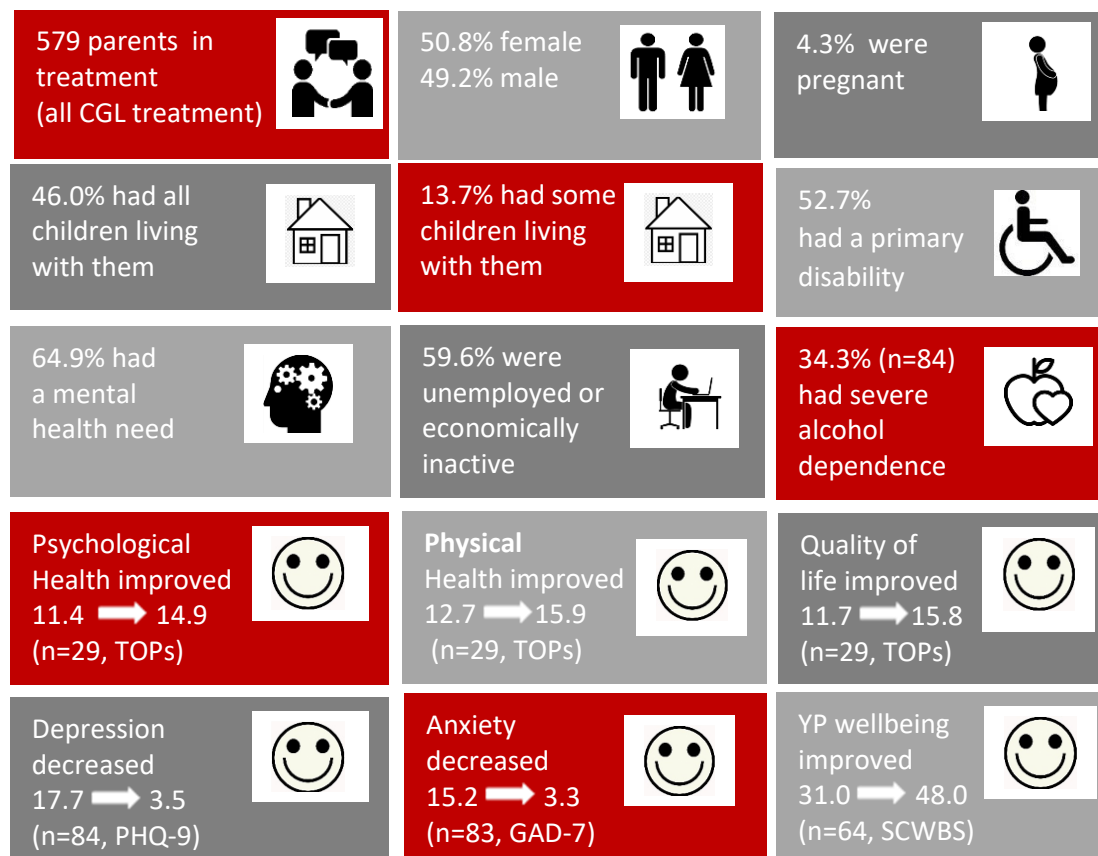 579 parents in
treatment
(all CGL treatment)
50.8% female
49.2% male
4.3% were
pregnant
46.0% had all
children living
with them
13.7% had some
children living
with them
52.7%
had a primary
disability
64.9% had
a mental
health need
59.6% were
unemployed or
economically
inactive
34.3% (n=84)
had severe
alcohol
dependence
Psychological
Health improved
11.4 14.9
(n=29, TOPs)
Physical
Health improved
12.7 15.9
(n=29, TOPs)
Quality of
life improved
11.7 15.8
(n=29, TOPs)
Depression
decreased
17.7 3.5
(n=84, PHQ-9)
Anxiety
decreased
15.2 3.3
(n=83, GAD-7)
YP wellbeing
improved
31.0 48.0
(n=64, SCWBS)